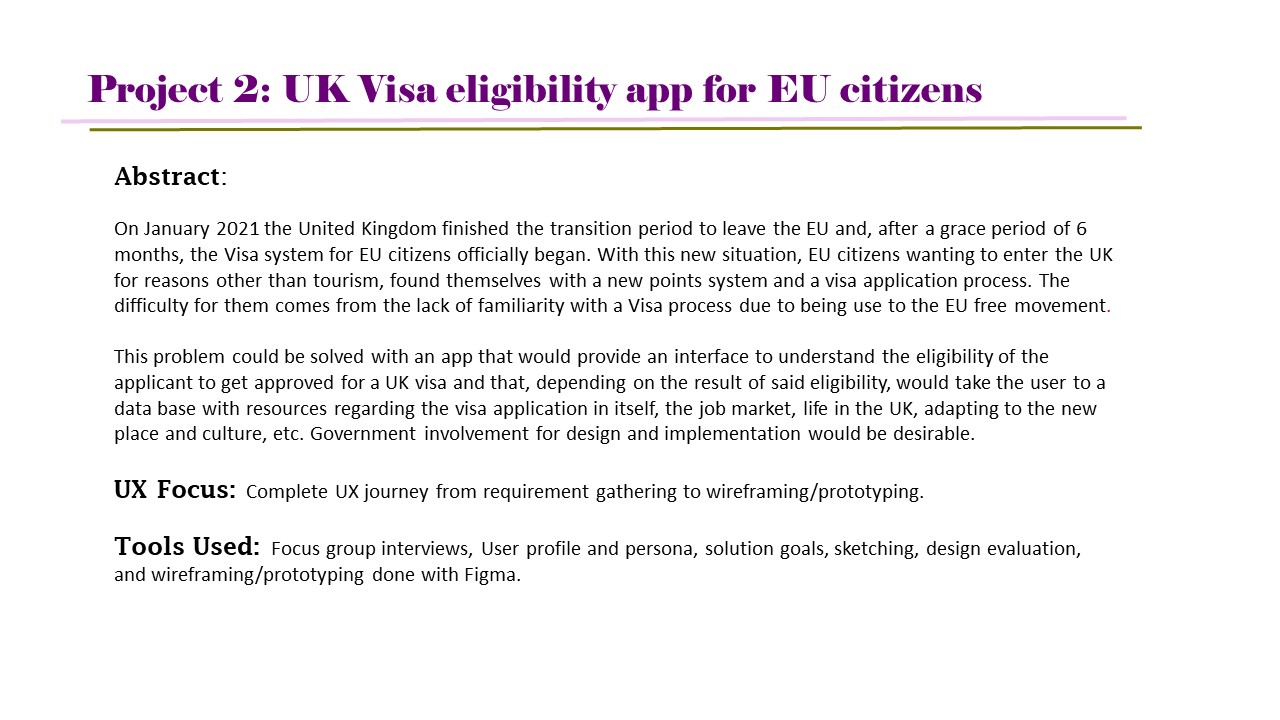 Project 2: UK Visa eligibility app for EU citizens
Abstract:
On January 2021 the United Kingdom finished the transition period to leave the EU and, after a grace period of 6
months, the Visa system for EU citizens officially began. With this new situation, EU citizens wanting to enter the UK
for reasons other than tourism, found themselves with a new points system and a visa application process. The
difficulty for them comes from the lack of familiarity with a Visa process due to being use to the EU free movement.
This problem could be solved with an app that would provide an interface to understand the eligibility of the
applicant to get approved for a UK visa and that, depending on the result of said eligibility, would take the user to a
data base with resources regarding the visa application in itself, the job market, life in the UK, adapting to the new
place and culture, etc. Government involvement for design and implementation would be desirable.
UX Focus: Complete UX journey from requirement gathering to wireframing/prototyping.
Tools Used: Focus group interviews, User profile and persona, solution goals, sketching, design evaluation,
and wireframing/prototyping done with Figma.